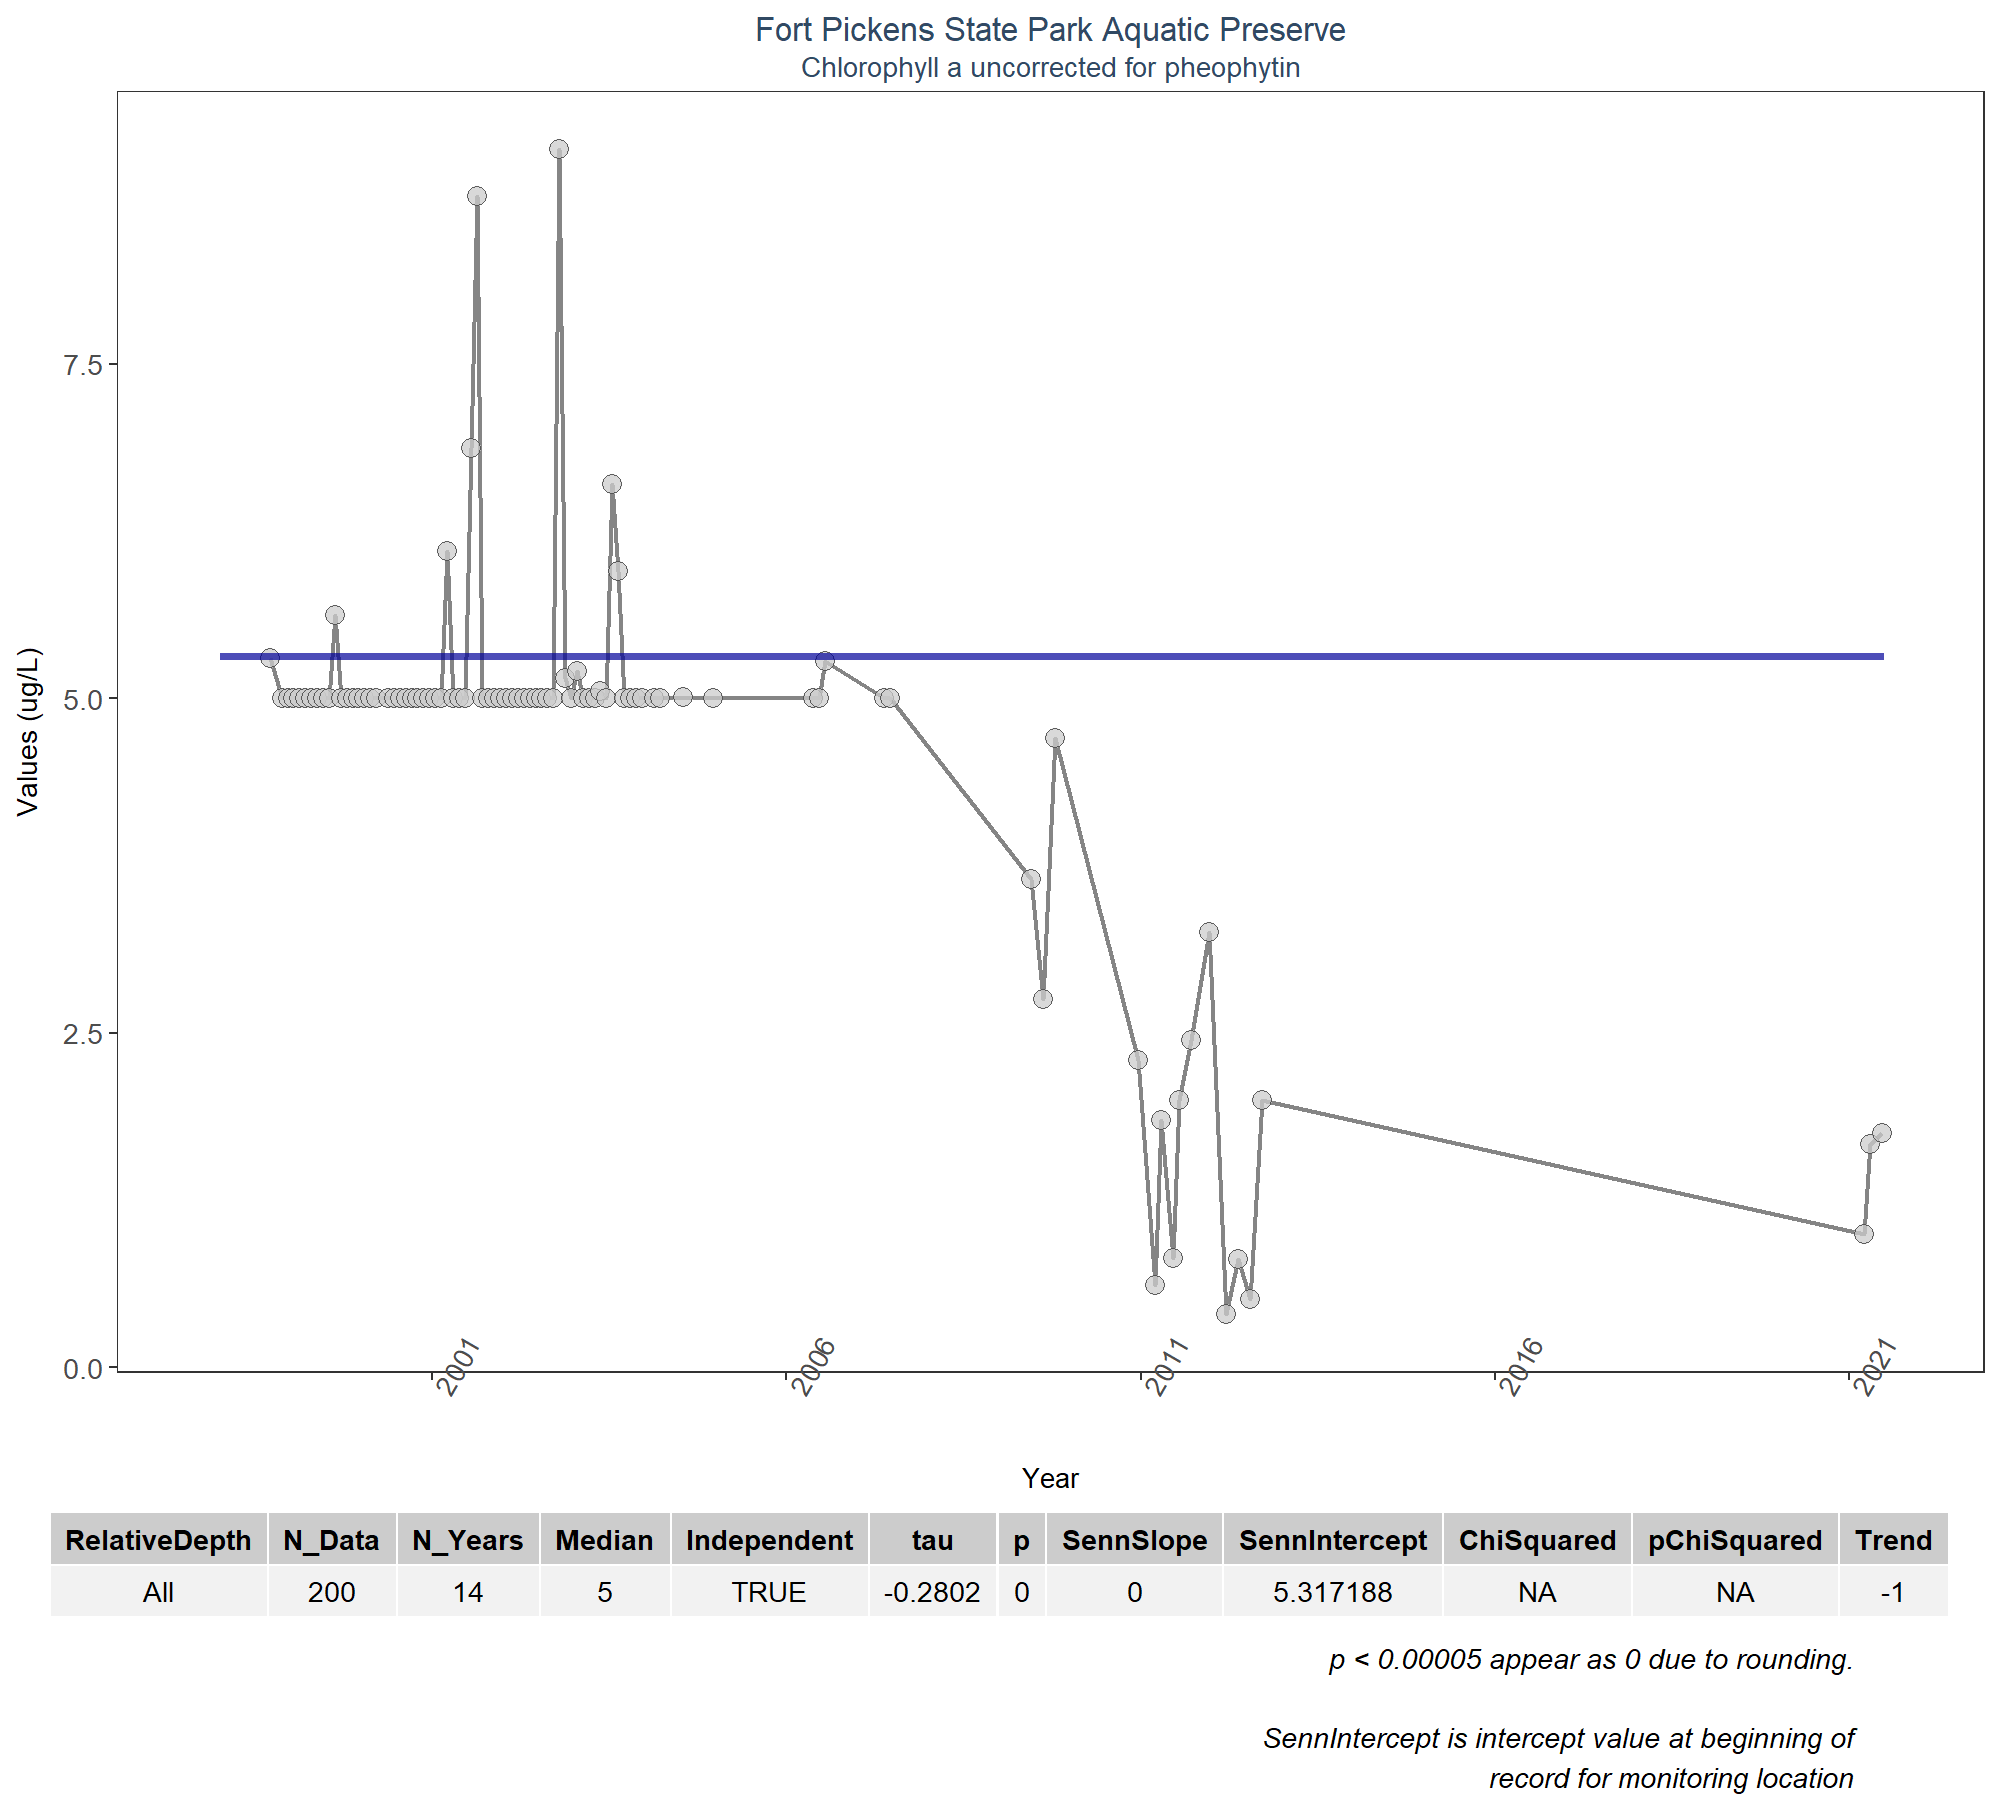 Fort Pickens State Park Aquatic Preserve
Chlorophyll a uncorrected for pheophytin
Values (ug/L)
7.5
5.0
2.5
0.0
2001 2006 2011 2016 2021
Year
RelativeDepth N_Data N_Years Median Independent tau p SennSlope SennIntercept ChiSquared pChiSquared Trend
All 200 14 5 TRUE -0.2802 0 0 5.317188 NA NA -1
p < 0.00005 appear as 0 due to rounding.
SennIntercept is intercept value at beginning of
record for monitoring location